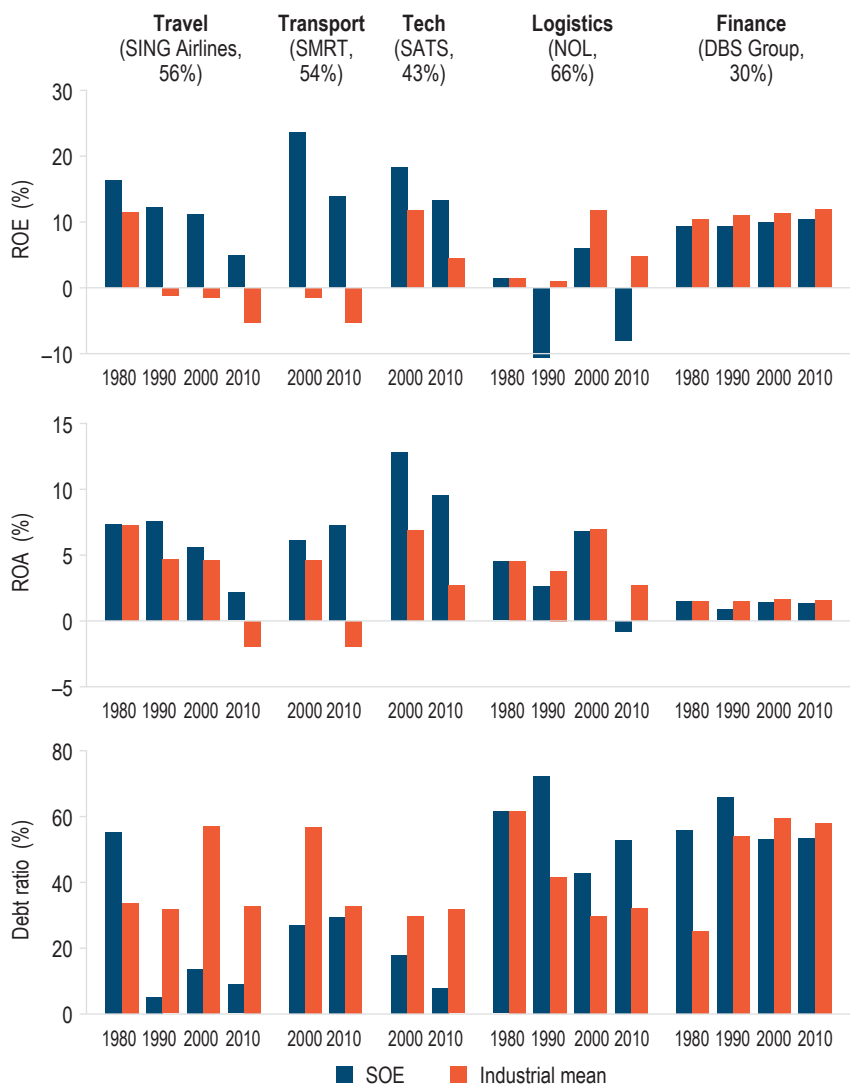 Travel Transport Tech Logistics Finance
(SING Airlines, (SMRT, (SATS, (NOL, (DBS Group,
56%) 54%) 43%) 66%) 30%)
30
20
10
0
–10
ROE (%)
1980 1990 2000 2010 2000 2010 2000 2010 1980 1990 2000 2010 1980 1990 2000 2010
15
10
5
0
–5
ROA (%)
1980 1990 2000 2010 2000 2010 2000 2010 1980 1990 2000 2010 1980 1990 2000 2010
80
60
40
20
0
Debt ratio (%)
1980 1990 2000 2010 2000 2010 2000 2010 1980 1990 2000 2010 1980 1990 2000 2010
SOE Industrial mean